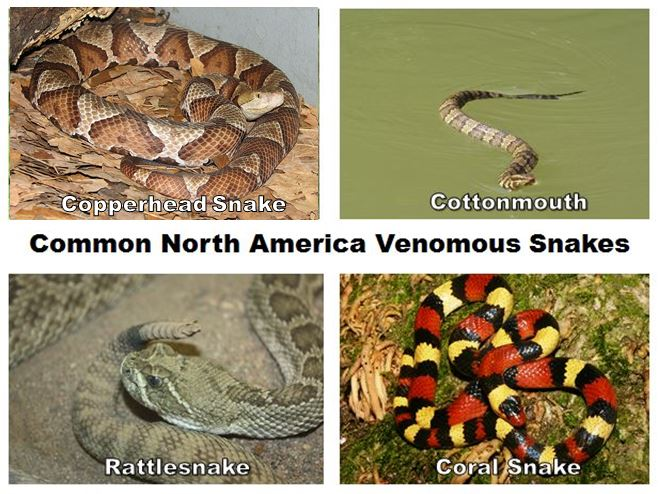 Copperhead Snake
Cottonmouth
Common North America Venomous Snakes
Rattlesnake
Coral Snake